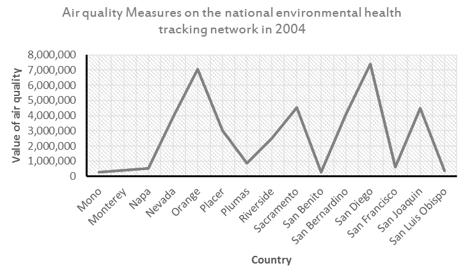 Air quality Measures on the national environmental health
tracking network in 2004
Value of air quality
8,000,000
7,000,000
6,000,000
5,000,000
4,000,000
3,000,000
2,000,000
1,000,000
0
Mono
Monterey
Napa
Nevada
Orange
Placer
Plumas
Riverside
Sacramento
San Benito
San Bernardino
San Diego
San Francisco
San Joaquin
San Luis Obispo
Country